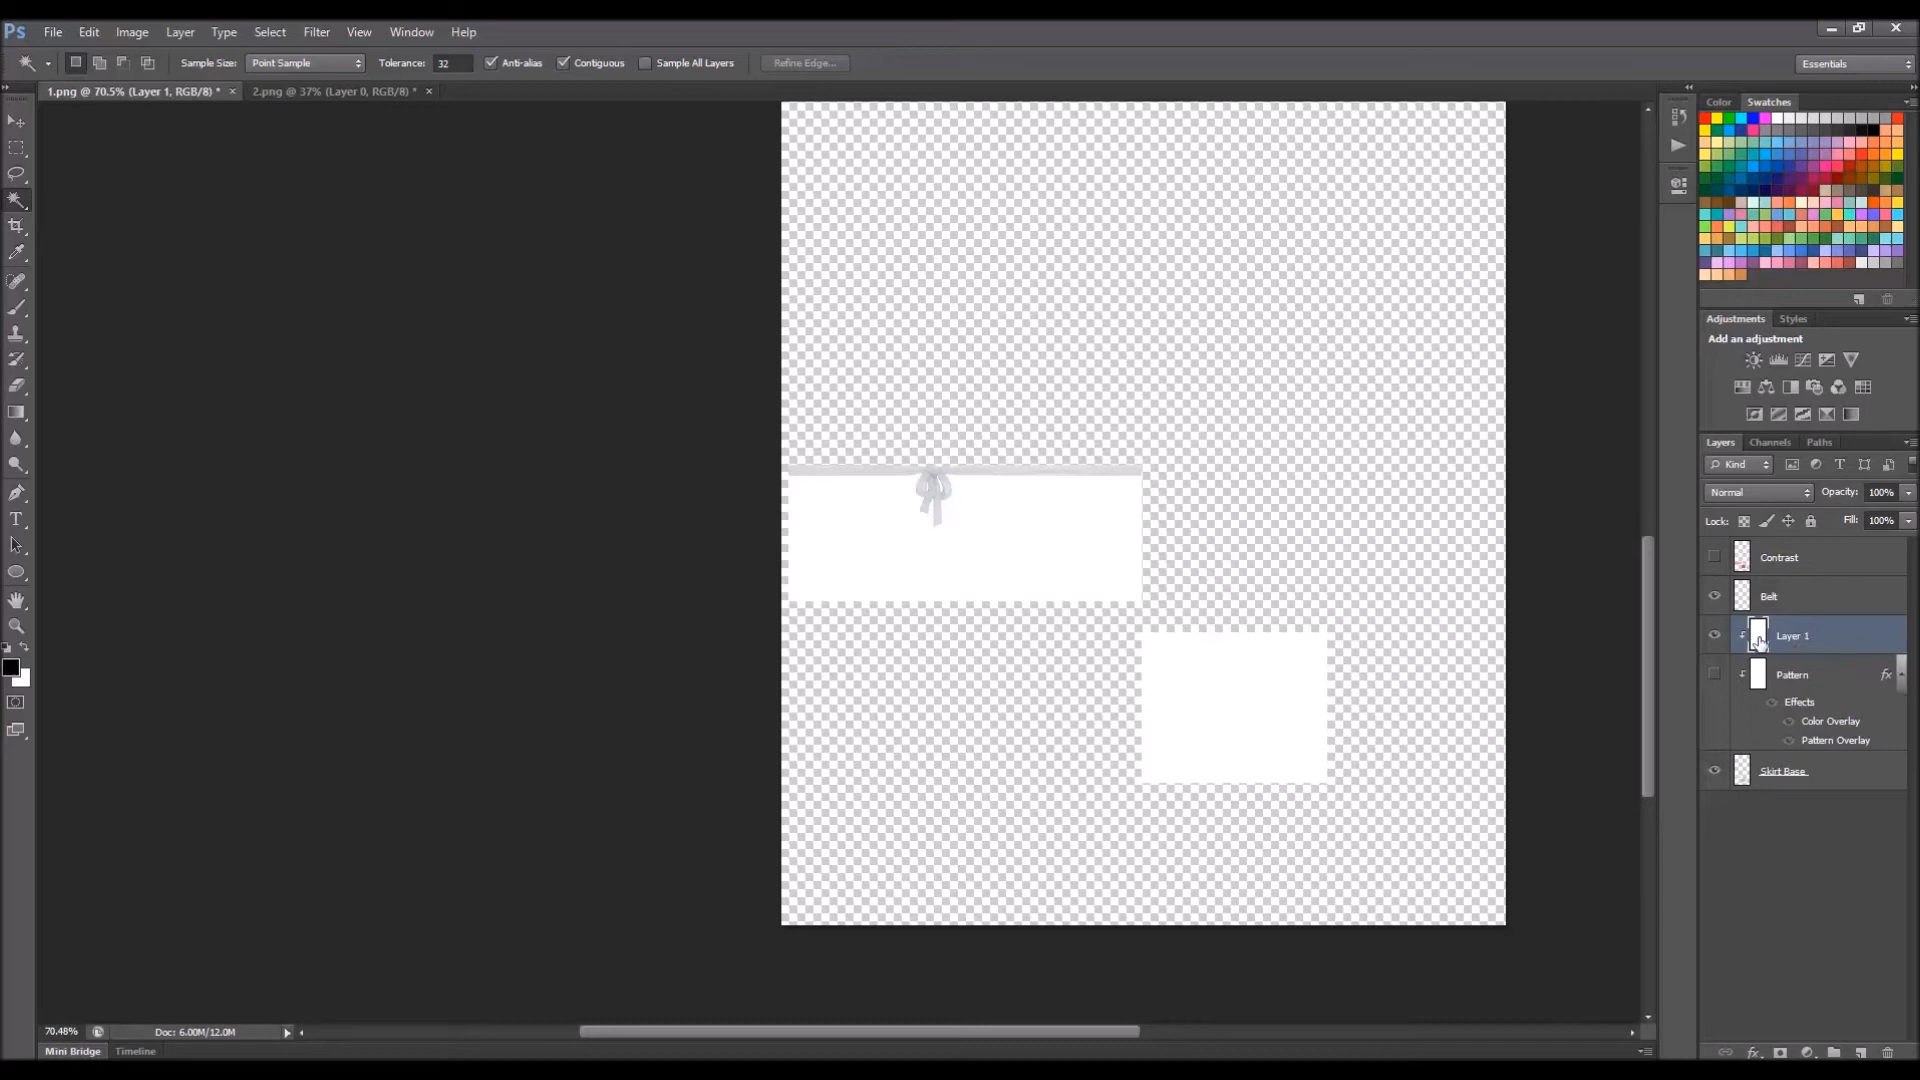 Ps File Edit Image Layer Type Select Filter View Window Help
Sample Size: Point Sample Tolerance: 32 Anti-alias Contiguous Sample All Layers Refine Edge... Essentials
1.png @ 70.5% (Layer 1, RGB/8) * × 2.png @ 37% (Layer 0, RGB/8) * ×
Color Swatches
Adjustments Styles
Add an adjustment
Layers Channels Paths
Kind
Normal Opacity: 100%
Lock: Fill: 100%
Contrast
Belt
Layer 1
Pattern fx
Effects
Color Overlay
Pattern Overlay
Skirt Base
70.48% Doc: 6.00M/12.0M
Mini Bridge Timeline